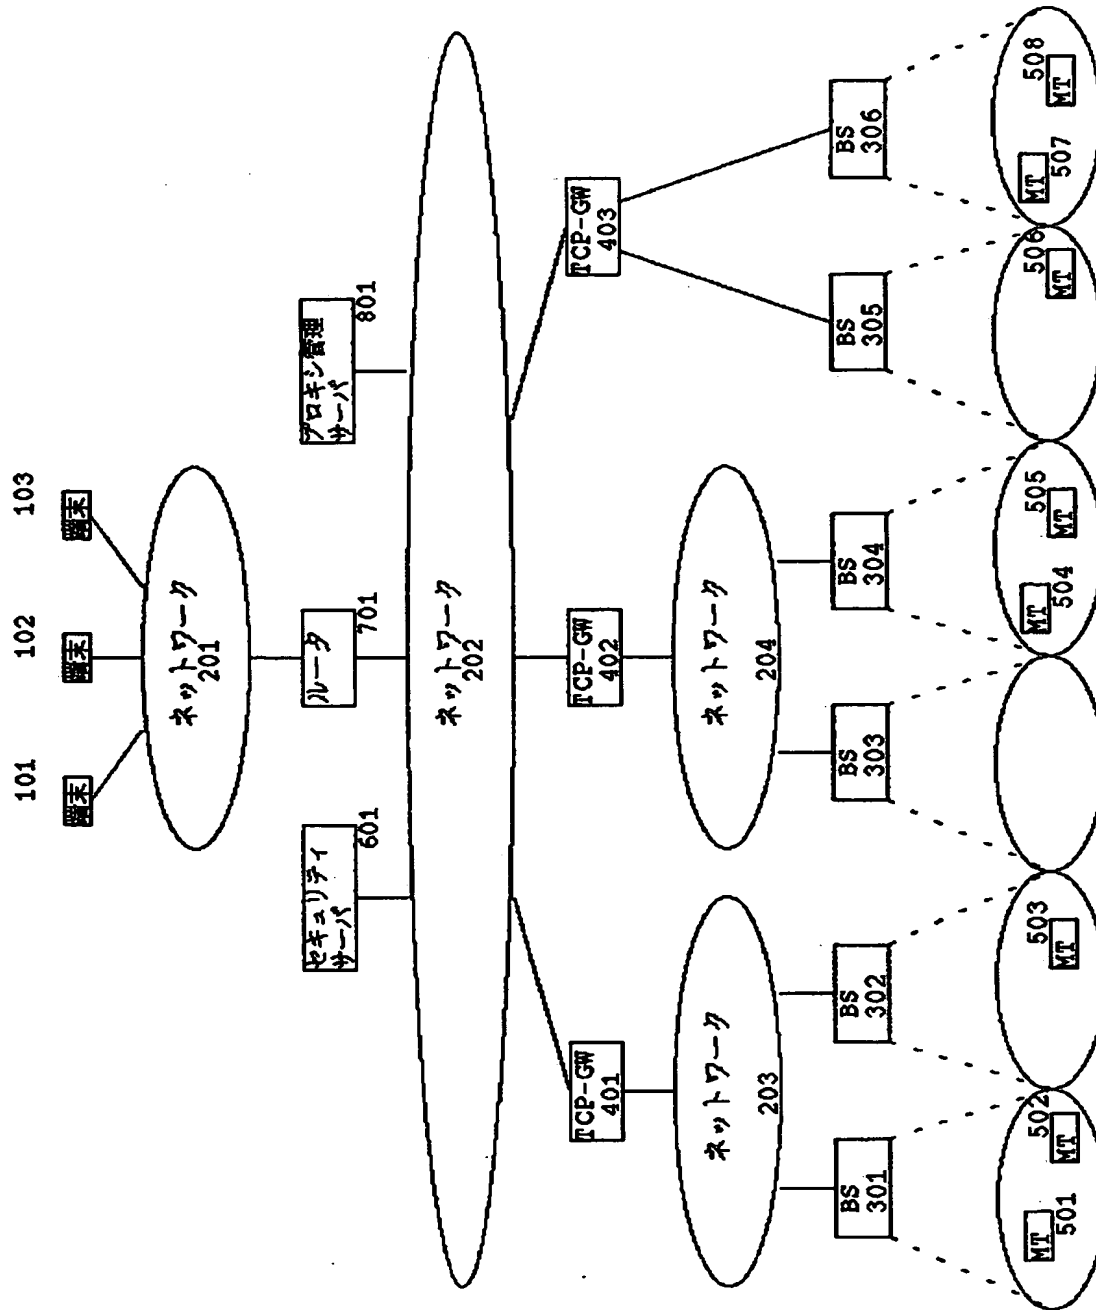 101
102
103
端末
端末
端末
ネットワーク
201
セキュリティ
サーバ
601
ルータ
701
プロキシ管理
サーバ
801
ネットワーク
202
TCP-GW
401
TCP-GW
402
TCP-GW
403
ネットワーク
203
ネットワーク
204
BS
301
BS
302
BS
303
BS
304
BS
305
BS
306
MT
501
502
MT
503
MT
MT
504
505
MT
506
MT
MT
507
508
MT